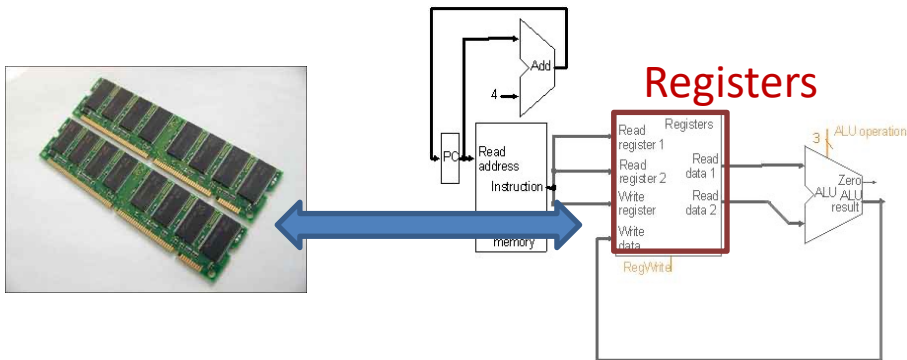 Add
4
Registers
PC
Read
address
Instruction
memory
Read
register 1
Read
register 2
Write
register
Write
data
Registers
Read
data 1
Read
data 2
RegWrite
3
ALU operation
Zero
ALU
ALU
result